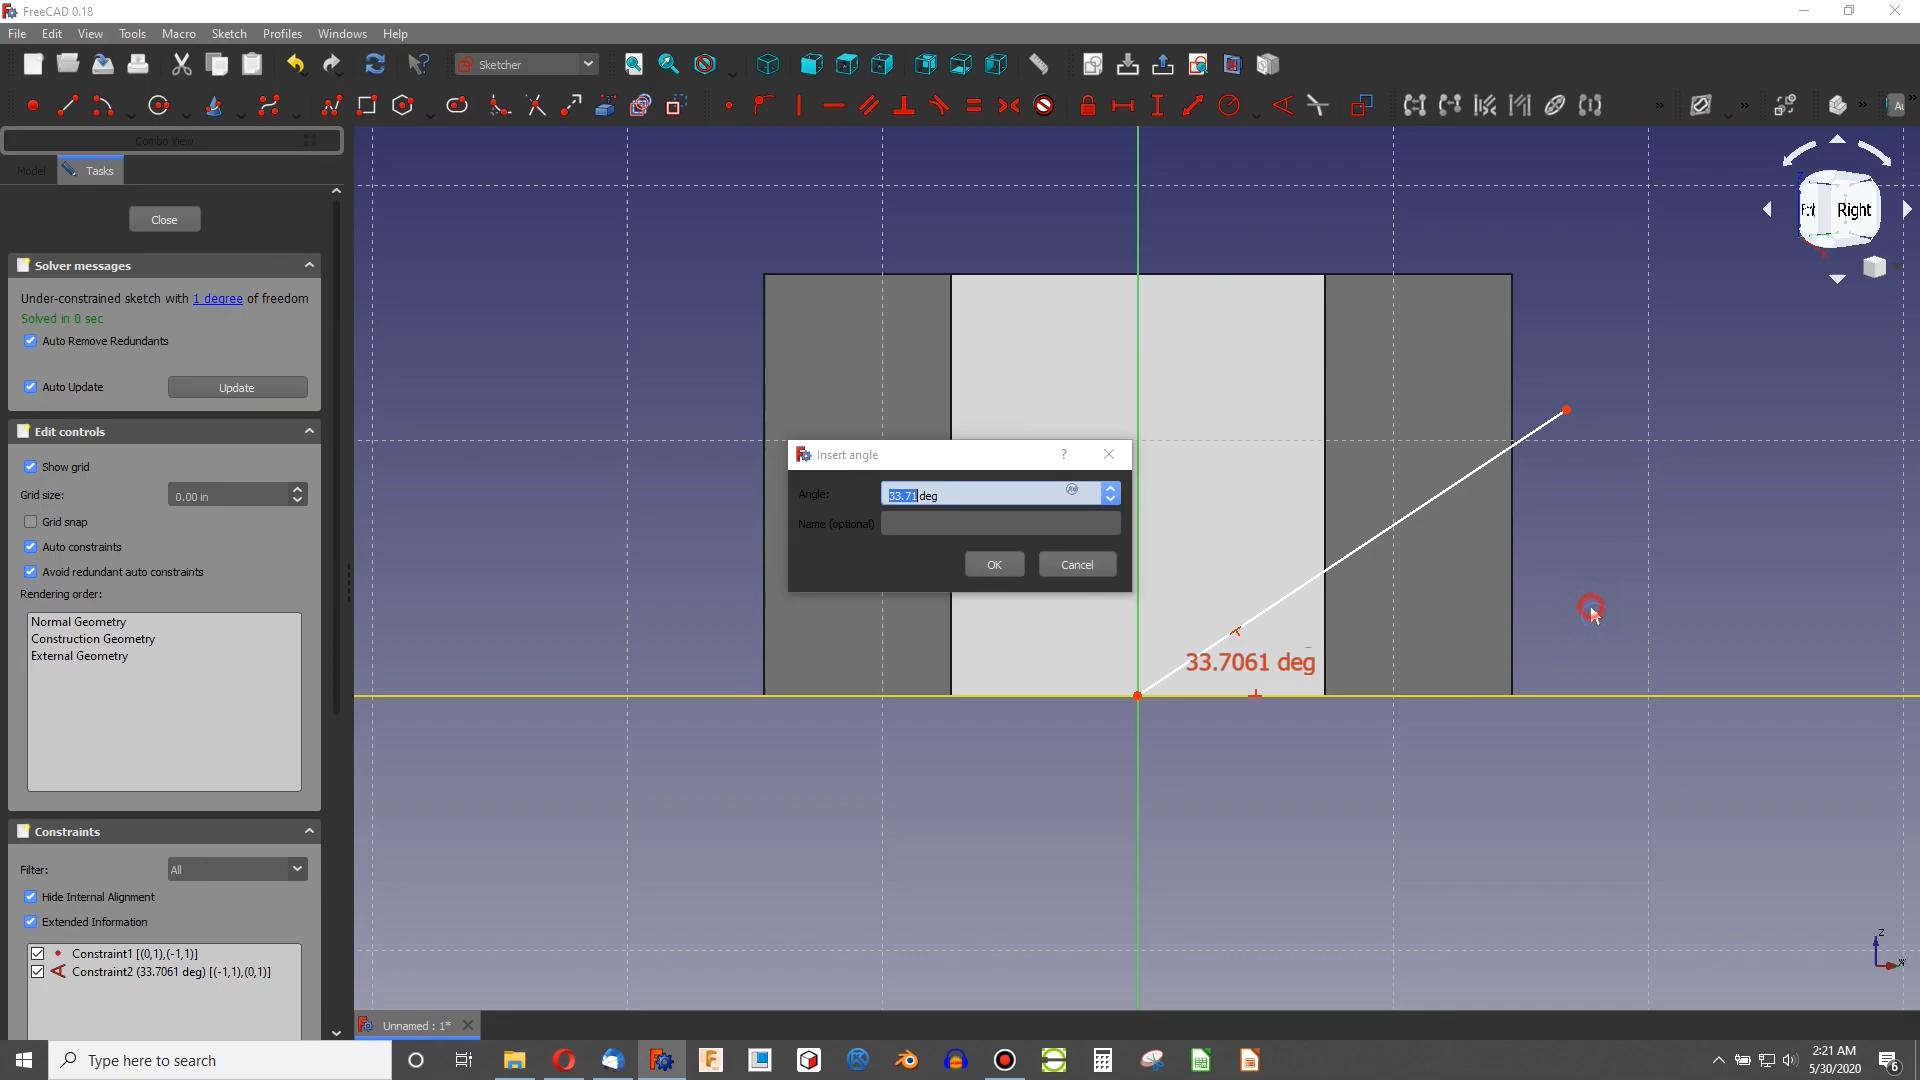 FreeCAD 0.18
File Edit View Tools Macro Sketch Profiles Windows Help
Sketcher
Combo View
Model Tasks
Close
Solver messages
Under-constrained sketch with 1 degree of freedom
Solved in 0 sec
Auto Remove Redundants
Auto Update Update
Edit controls
Show grid
Grid size: 0.00 in
Grid snap
Auto constraints
Avoid redundant auto constraints
Rendering order:
Normal Geometry
Construction Geometry
External Geometry
Constraints
Filter: All
Hide Internal Alignment
Extended Information
Constraint1 [(0,1),(-1,1)]
Constraint2 (33.7061 deg) [(-1,1),(0,1)]
Insert angle ?
Angle: 33.71 deg
Name (optional)
OK Cancel
33.7061 deg
Right
Z
Unnamed : 1*
Type here to search
2:21 AM
5/30/2020
6